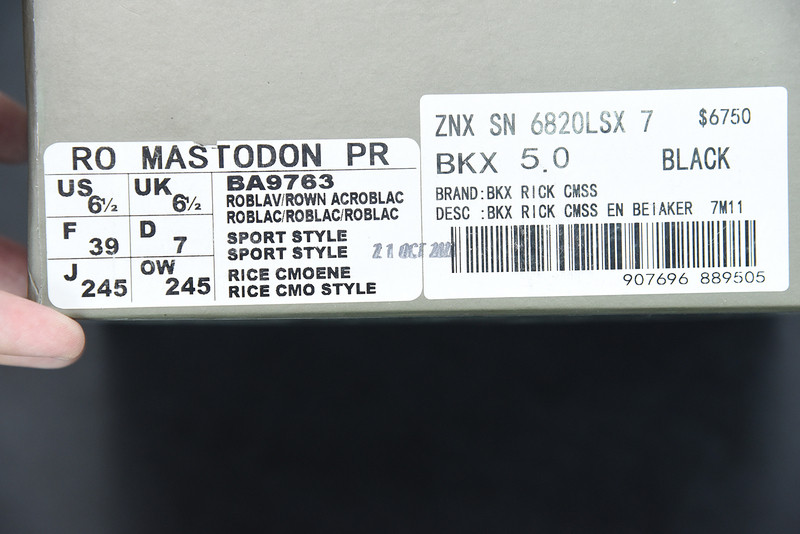 RO MASTODON PR
US 6½
UK 6½
F 39
D 7
J 245
OW 245
BA9763
ROBLAV/ROWN ACROBLAC
ROBLAC/ROBLAC/ROBLAC
SPORT STYLE
SPORT STYLE
RICE CMOENE
RICE CMO STYLE
21 OCT
ZNX SN 6820LSX 7 $6750
BKX 5.0 BLACK
BRAND:BKX RICK CMSS
DESC :BKX RICK CMSS EN BEiAKER 7M11
907696 889505